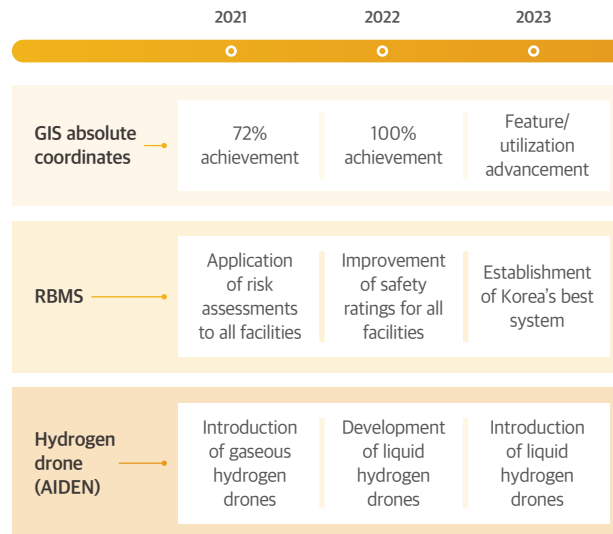 2021 2022 2023
GIS absolute
coordinates
72%
achievement
100%
achievement
Feature/
utilization
advancement
RBMS
Application
of risk
assessments
to all facilities
Improvement
of safety
ratings for all
facilities
Establishment
of Korea's best
system
Hydrogen
drone
(AIDEN)
Introduction
of gaseous
hydrogen
drones
Development
of liquid
hydrogen
drones
Introduction
of liquid
hydrogen
drones